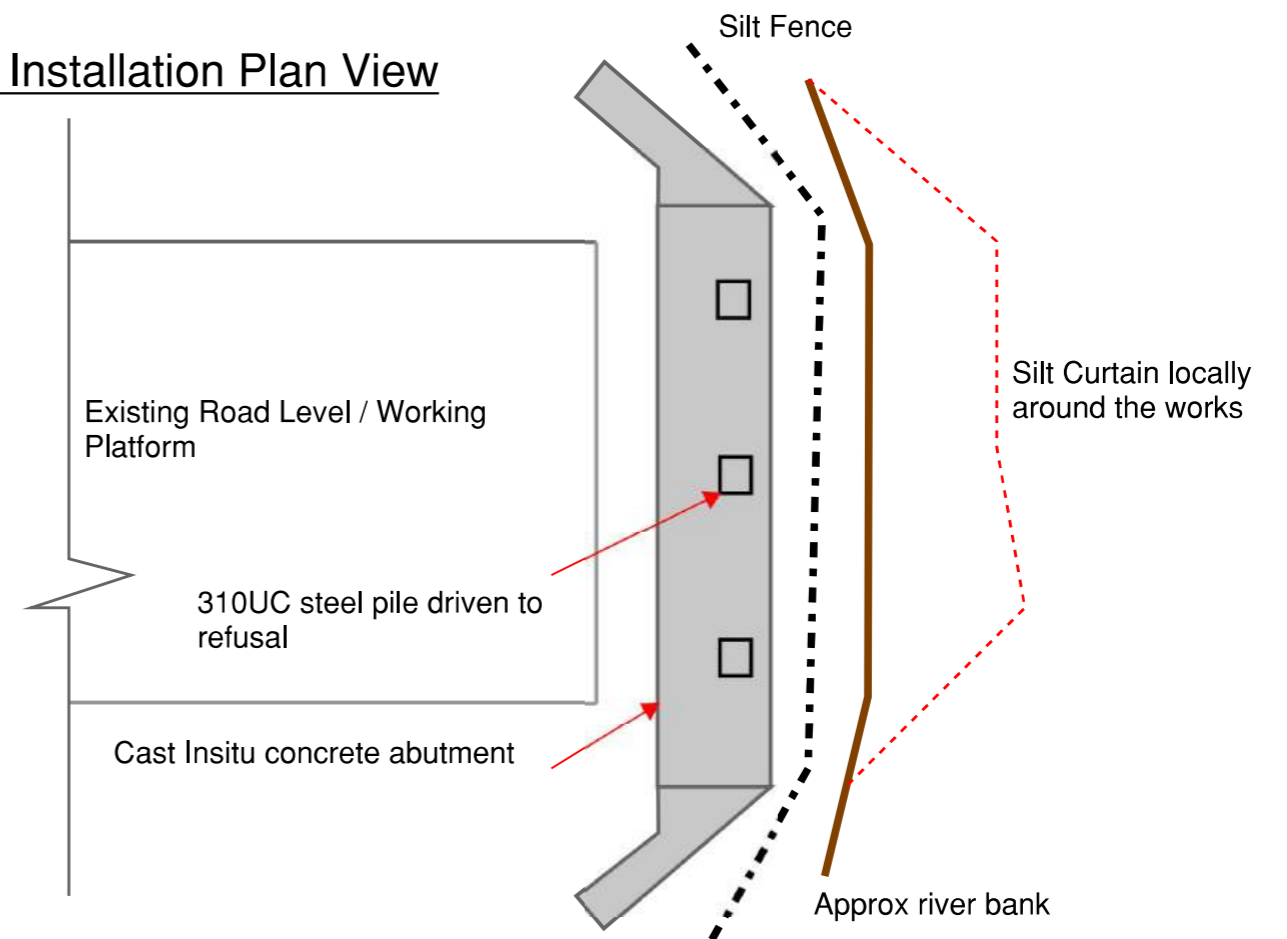 Silt Fence
Installation Plan View
Existing Road Level / Working
Platform
Silt Curtain locally
around the works
310UC steel pile driven to
refusal
Cast Insitu concrete abutment
Approx river bank